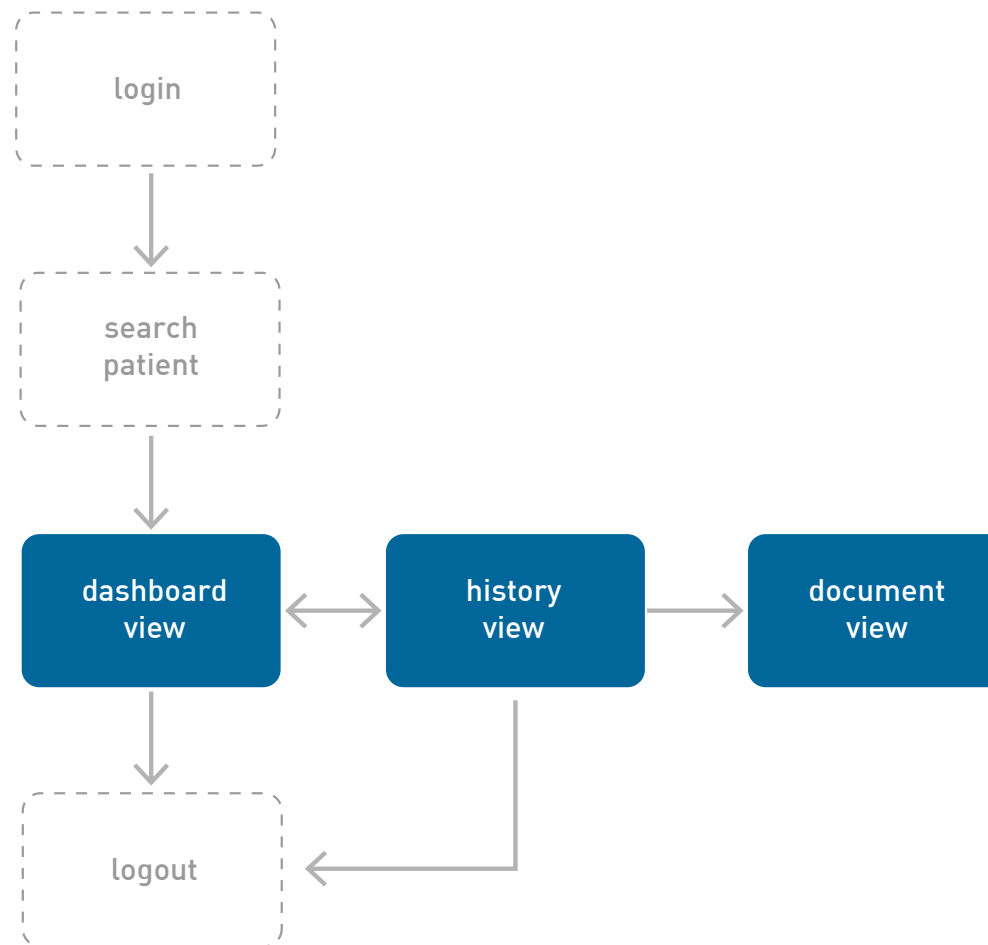 login
search
patient
dashboard
view
history
view
document
view
logout